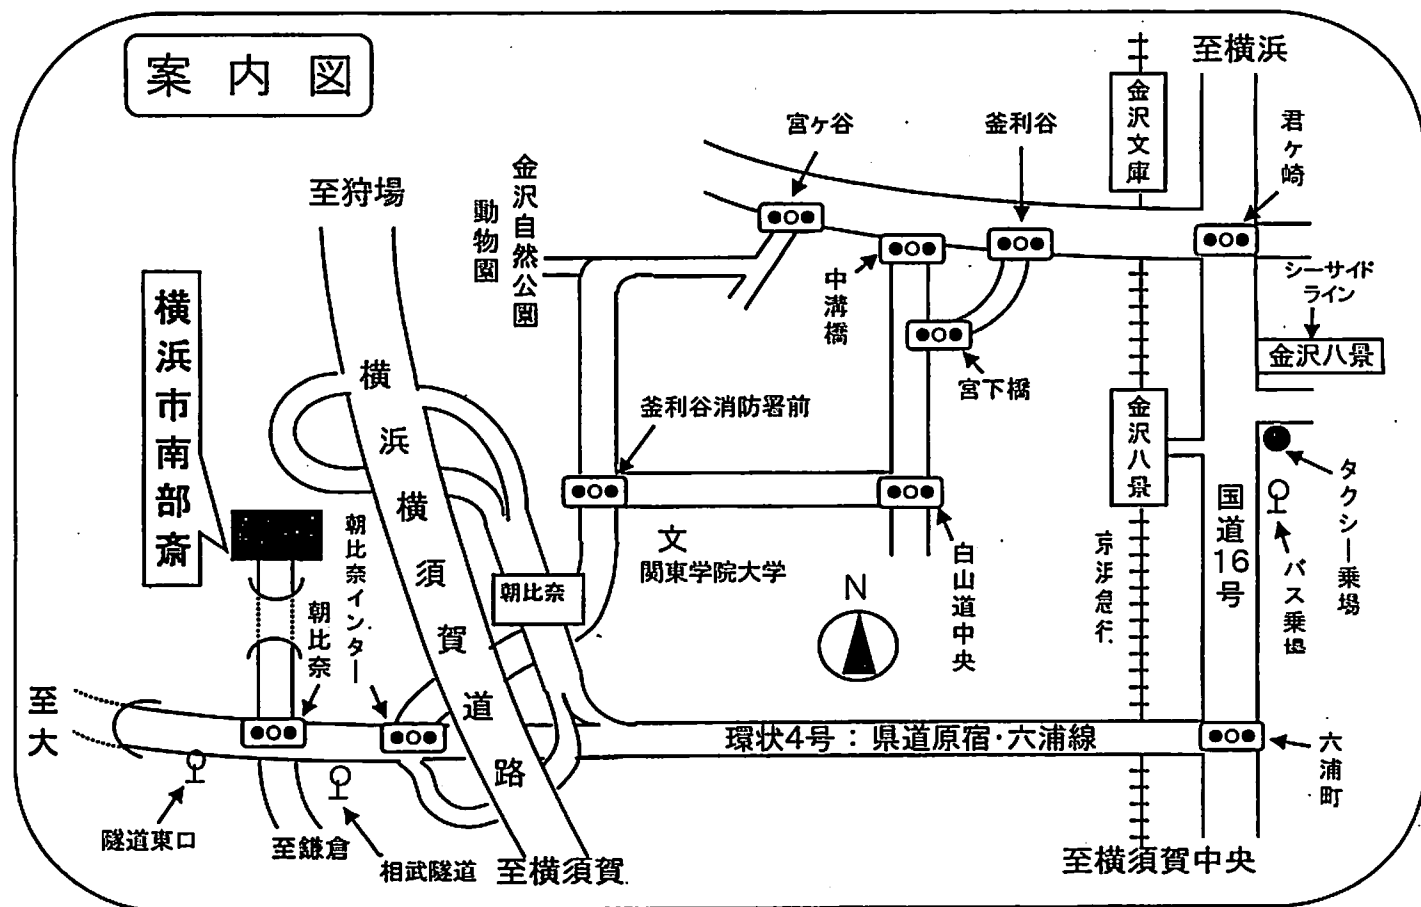 案内図
至横浜
金沢文庫
君ヶ崎
宮ヶ谷
釜利谷
至狩場
金沢自然公園
動物園
中溝橋
宮下橋
シーサイド
ライン
金沢八景
横浜市南部斎
横浜横須賀道路
釜利谷消防署前
金沢八景
タクシー乗場
国道16号
バス乗場
京浜急行
文
関東学院大学
白山道中央
N
朝比奈インター
朝比奈
朝比奈
至大
環状4号：県道原宿・六浦線
六浦町
隧道東口
至鎌倉
相武隧道
至横須賀
至横須賀中央